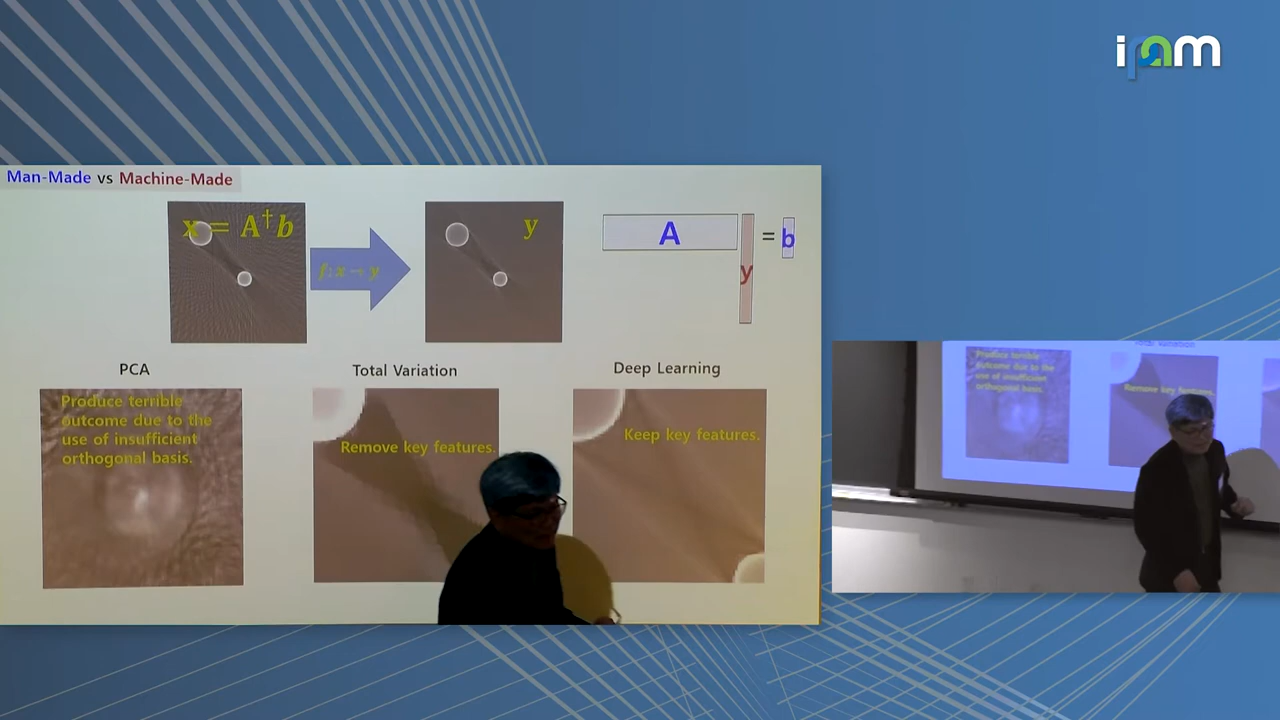 ipam
Man-Made vs Machine-Made
x = A†b
f: x → y
y
A
y
= b
PCA
Total Variation
Deep Learning
Produce terrible
outcome due to the
use of insufficient
orthogonal basis.
Remove key features.
Keep key features.
Total Variation
Produce terrible
outcome due to the
use of insufficient
orthogonal basis.
Remove key features.